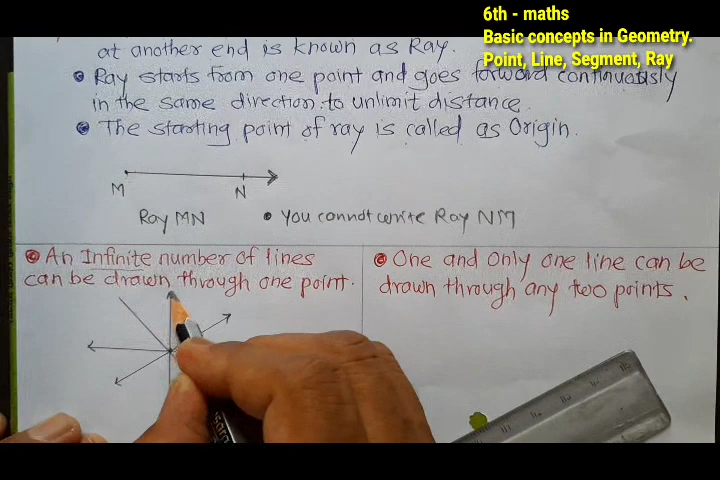 6th - maths
Basic concepts in Geometry.
Point, Line, Segment, Ray
at another end is known as Ray.
Ray starts from one point and goes forward continuously
in the same direction to unlimit distance.
The starting point of ray is called as Origin.
M N
Ray MN • You cannot write Ray NM
An Infinite number of lines
can be drawn through one point.
One and Only one line can be
drawn through any two points.